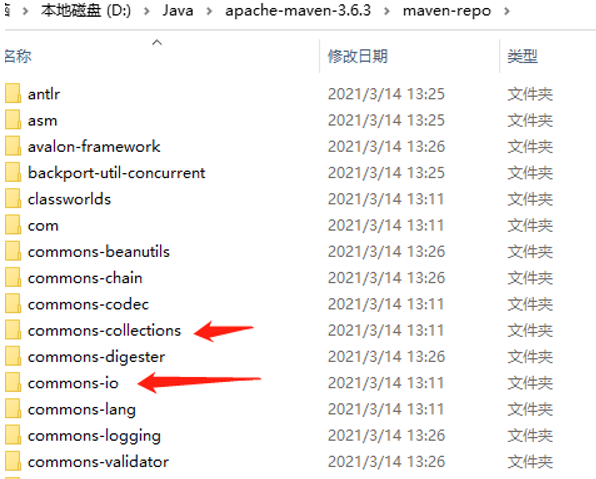 本地磁盘 (D:) > Java > apache-maven-3.6.3 > maven-repo >
名称 修改日期 类型
antlr 2021/3/14 13:25 文件夹
asm 2021/3/14 13:25 文件夹
avalon-framework 2021/3/14 13:26 文件夹
backport-util-concurrent 2021/3/14 13:25 文件夹
classworlds 2021/3/14 13:11 文件夹
com 2021/3/14 13:11 文件夹
commons-beanutils 2021/3/14 13:26 文件夹
commons-chain 2021/3/14 13:26 文件夹
commons-codec 2021/3/14 13:11 文件夹
commons-collections 2021/3/14 13:11 文件夹
commons-digester 2021/3/14 13:26 文件夹
commons-io 2021/3/14 13:11 文件夹
commons-lang 2021/3/14 13:11 文件夹
commons-logging 2021/3/14 13:26 文件夹
commons-validator 2021/3/14 13:26 文件夹